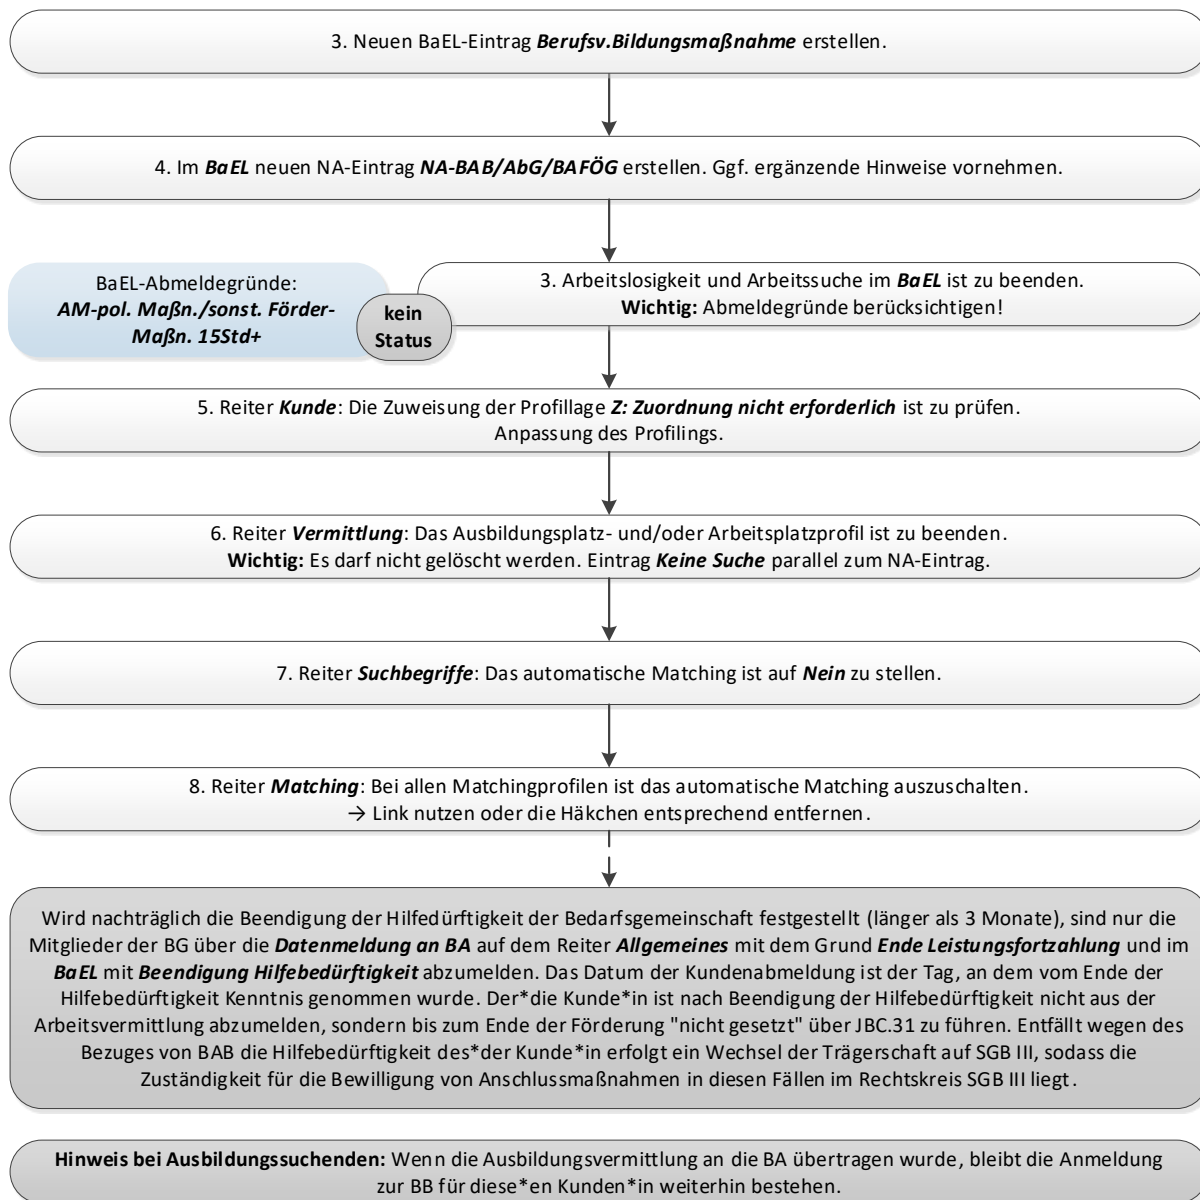 3. Neuen BaEL-Eintrag Berufsv.Bildungsmaßnahme erstellen.
4. Im BaEL neuen NA-Eintrag NA-BAB/AbG/BAFÖG erstellen. Ggf. ergänzende Hinweise vornehmen.
BaEL-Abmeldegründe:
AM-pol. Maßn./sonst. Förder-
Maßn. 15Std+
kein
Status
3. Arbeitslosigkeit und Arbeitssuche im BaEL ist zu beenden.
Wichtig: Abmeldegründe berücksichtigen!
5. Reiter Kunde: Die Zuweisung der Profillage Z: Zuordnung nicht erforderlich ist zu prüfen.
Anpassung des Profilings.
6. Reiter Vermittlung: Das Ausbildungsplatz- und/oder Arbeitsplatzprofil ist zu beenden.
Wichtig: Es darf nicht gelöscht werden. Eintrag Keine Suche parallel zum NA-Eintrag.
7. Reiter Suchbegriffe: Das automatische Matching ist auf Nein zu stellen.
8. Reiter Matching: Bei allen Matchingprofilen ist das automatische Matching auszuschalten.
→ Link nutzen oder die Häkchen entsprechend entfernen.
Wird nachträglich die Beendigung der Hilfedürftigkeit der Bedarfsgemeinschaft festgestellt (länger als 3 Monate), sind nur die
Mitglieder der BG über die Datenmeldung an BA auf dem Reiter Allgemeines mit dem Grund Ende Leistungsfortzahlung und im
BaEL mit Beendigung Hilfebedürftigkeit abzumelden. Das Datum der Kundenabmeldung ist der Tag, an dem vom Ende der
Hilfebedürftigkeit Kenntnis genommen wurde. Der*die Kunde*in ist nach Beendigung der Hilfebedürftigkeit nicht aus der
Arbeitsvermittlung abzumelden, sondern bis zum Ende der Förderung "nicht gesetzt" über JBC.31 zu führen. Entfällt wegen des
Bezuges von BAB die Hilfebedürftigkeit des*der Kunde*in erfolgt ein Wechsel der Trägerschaft auf SGB III, sodass die
Zuständigkeit für die Bewilligung von Anschlussmaßnahmen in diesen Fällen im Rechtskreis SGB III liegt.
Hinweis bei Ausbildungssuchenden: Wenn die Ausbildungsvermittlung an die BA übertragen wurde, bleibt die Anmeldung
zur BB für diese*en Kunden*in weiterhin bestehen.